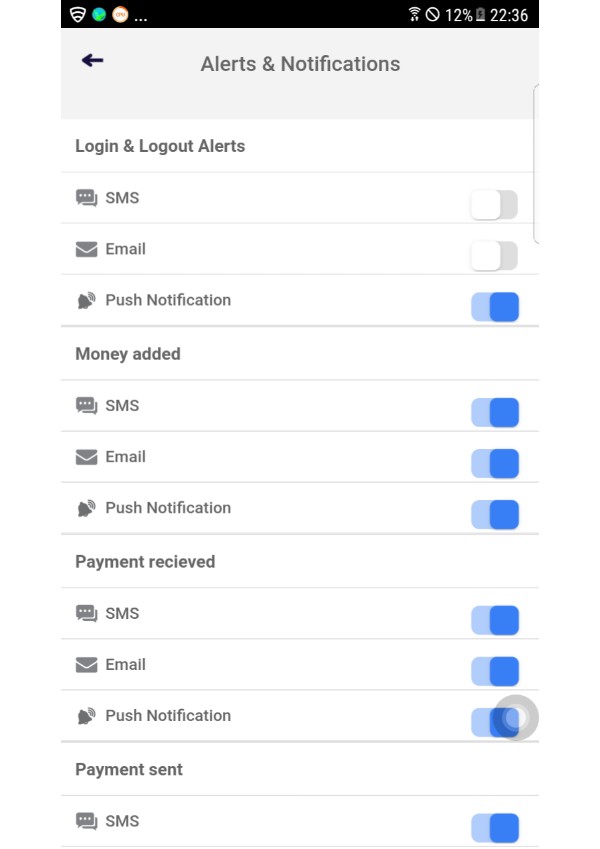 CPU ... 12% 22:36
Alerts & Notifications
Login & Logout Alerts
SMS
Email
Push Notification
Money added
SMS
Email
Push Notification
Payment recieved
SMS
Email
Push Notification
Payment sent
SMS